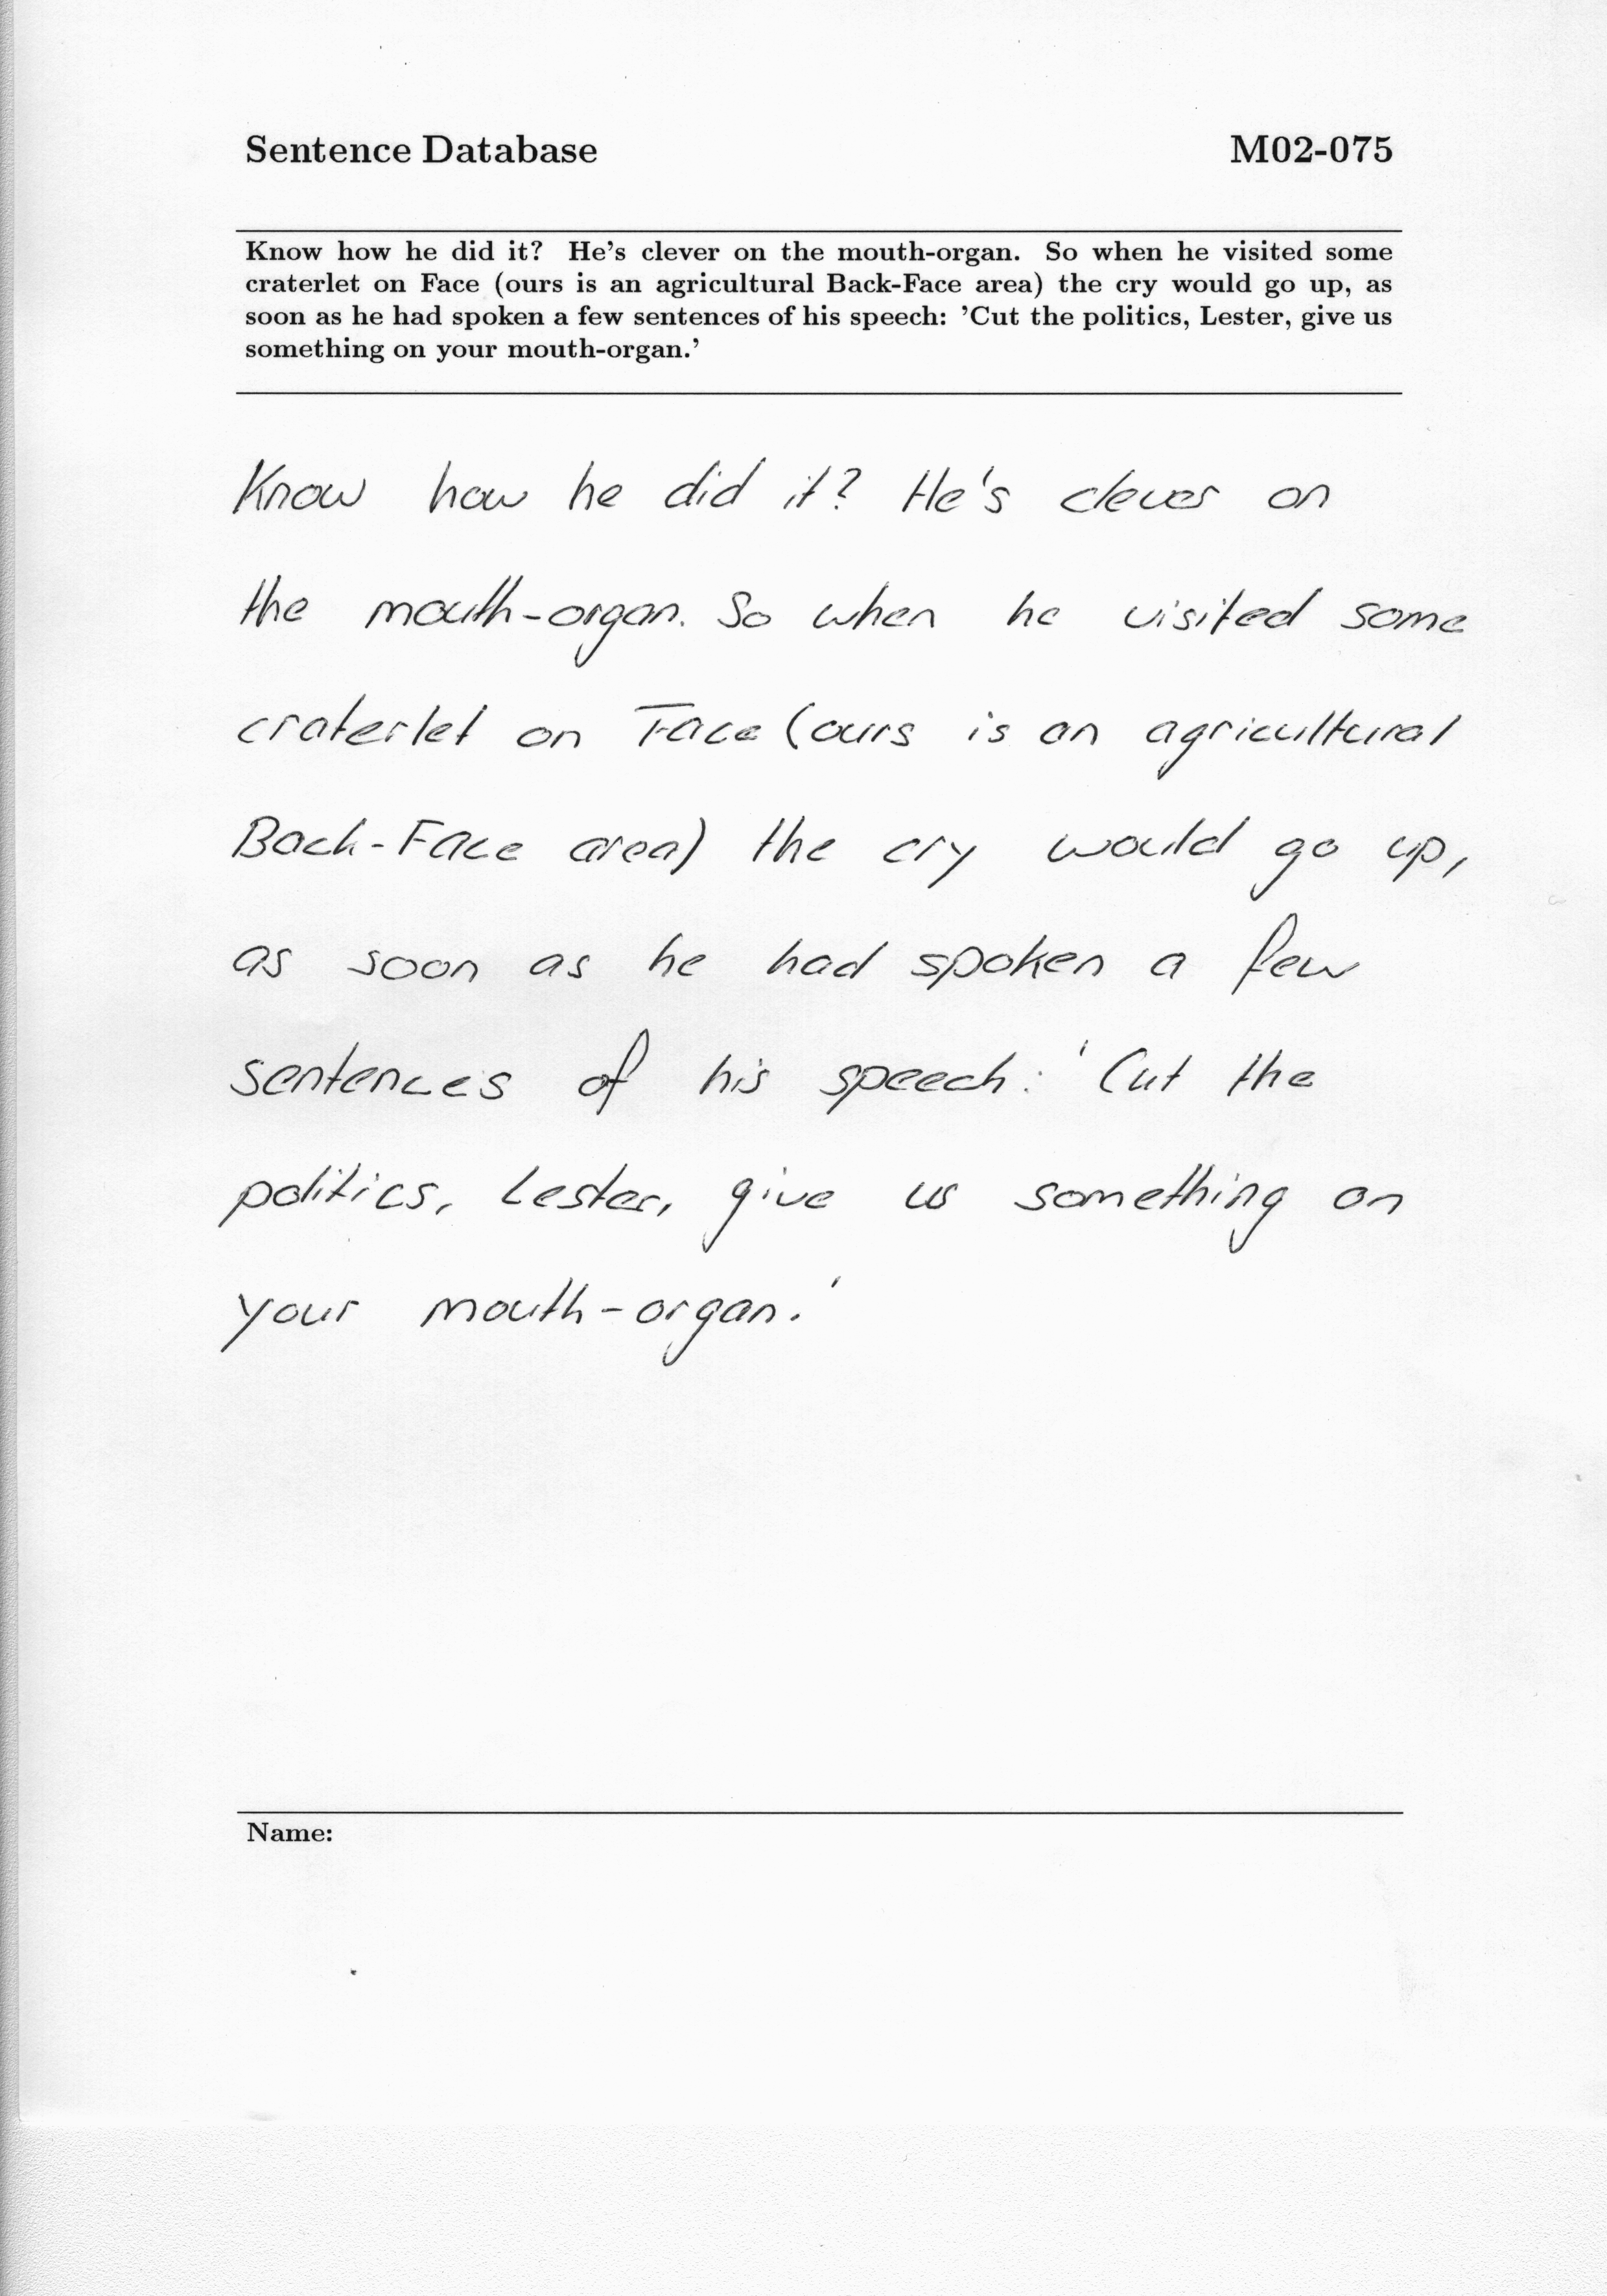 Sentence Database M02-075
Know how he did it? He's clever on the mouth-organ. So when he visited some
craterlet on Face (ours is an agricultural Back-Face area) the cry would go up, as
soon as he had spoken a few sentences of his speech: 'Cut the politics, Lester, give us
something on your mouth-organ.'
Know how he did it? He's clever on
the mouth-organ. So when he visited some
craterlet on Face (ours is an agricultural
Back-Face area) the cry would go up,
as soon as he had spoken a few
sentences of his speech: 'Cut the
politics, Lester, give us something on
your mouth-organ.'
Name: